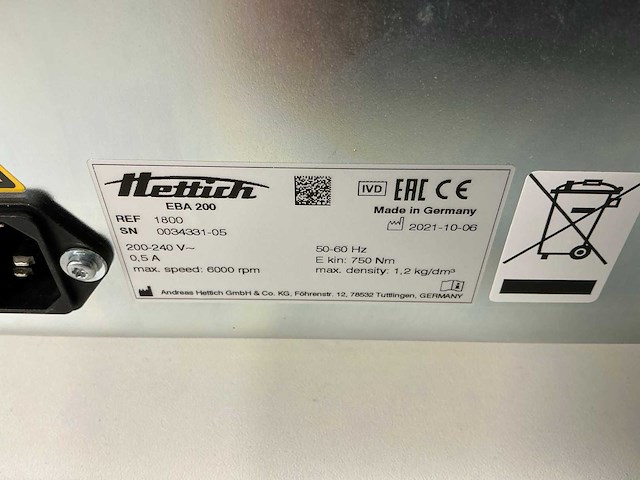 Hettich
EBA 200
IVD EAC CE
Made in Germany
2021-10-06
REF 1800
SN 0034331-05
200-240 V~ 50-60 Hz
0,5 A E kin: 750 Nm
max. speed: 6000 rpm max. density: 1,2 kg/dm³
Andreas Hettich GmbH & Co. KG, Föhrenstr. 12, 78532 Tuttlingen, GERMANY